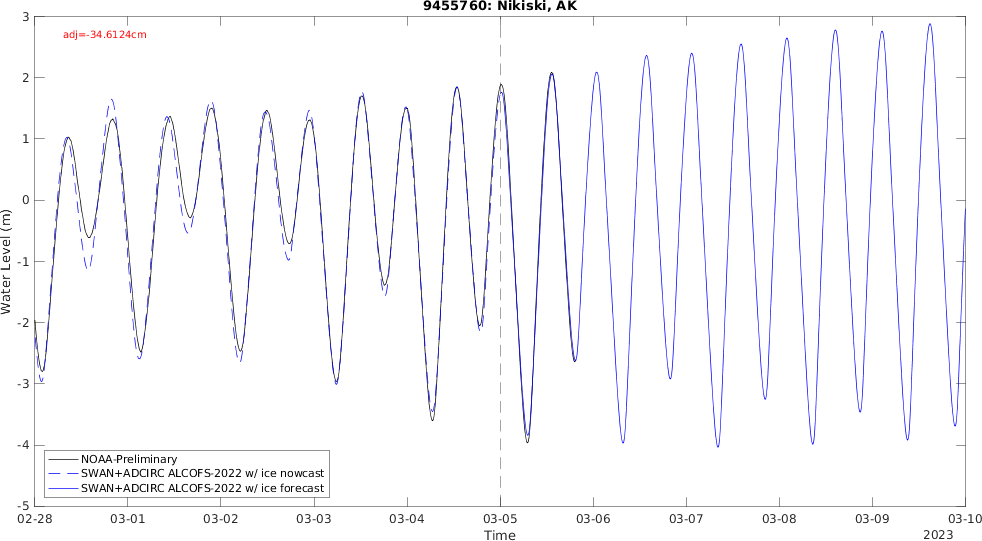 9455760: Nikiski, AK
adj=-34.6124cm
3
2
1
0
-1
-2
-3
-4
-5
Water Level (m)
NOAA-Preliminary
SWAN+ADCIRC ALCOFS-2022 w/ ice nowcast
SWAN+ADCIRC ALCOFS-2022 w/ ice forecast
02-28 03-01 03-02 03-03 03-04 03-05 03-06 03-07 03-08 03-09 03-10
Time
2023